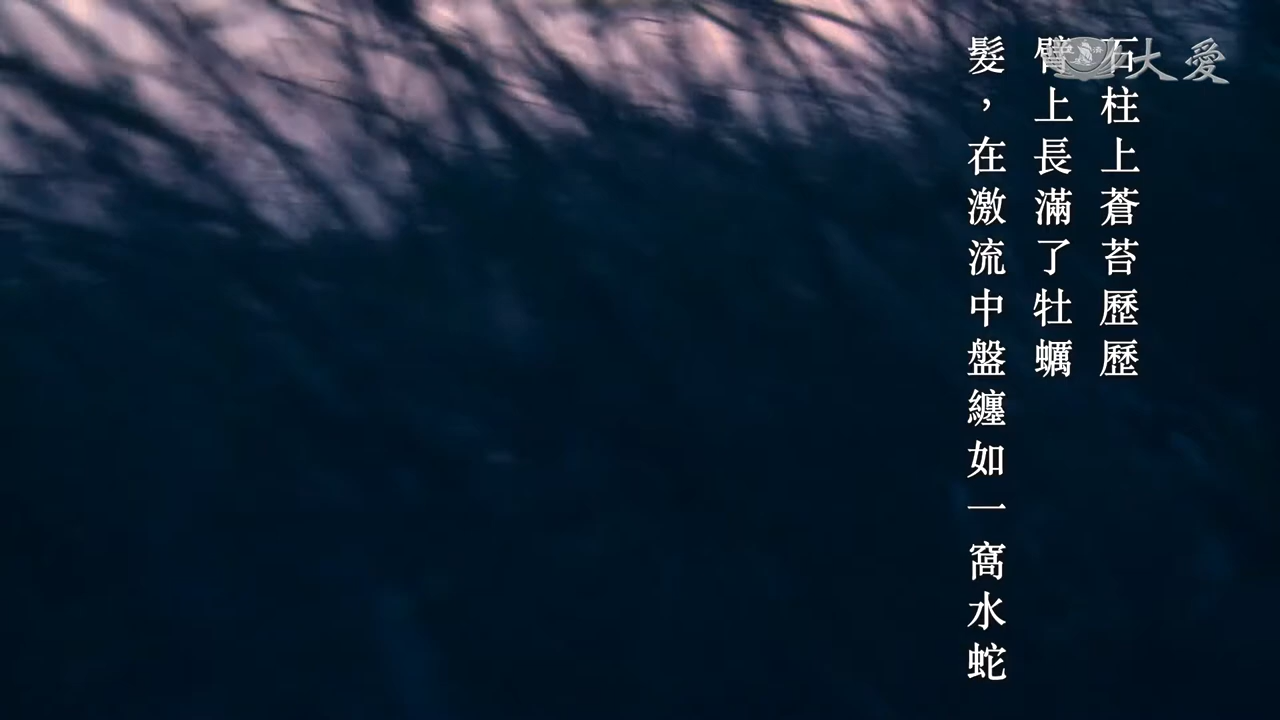 石柱上蒼苔歷歷
臂上長滿了牡蠣
髮，在激流中盤纏如一窩水蛇
大愛